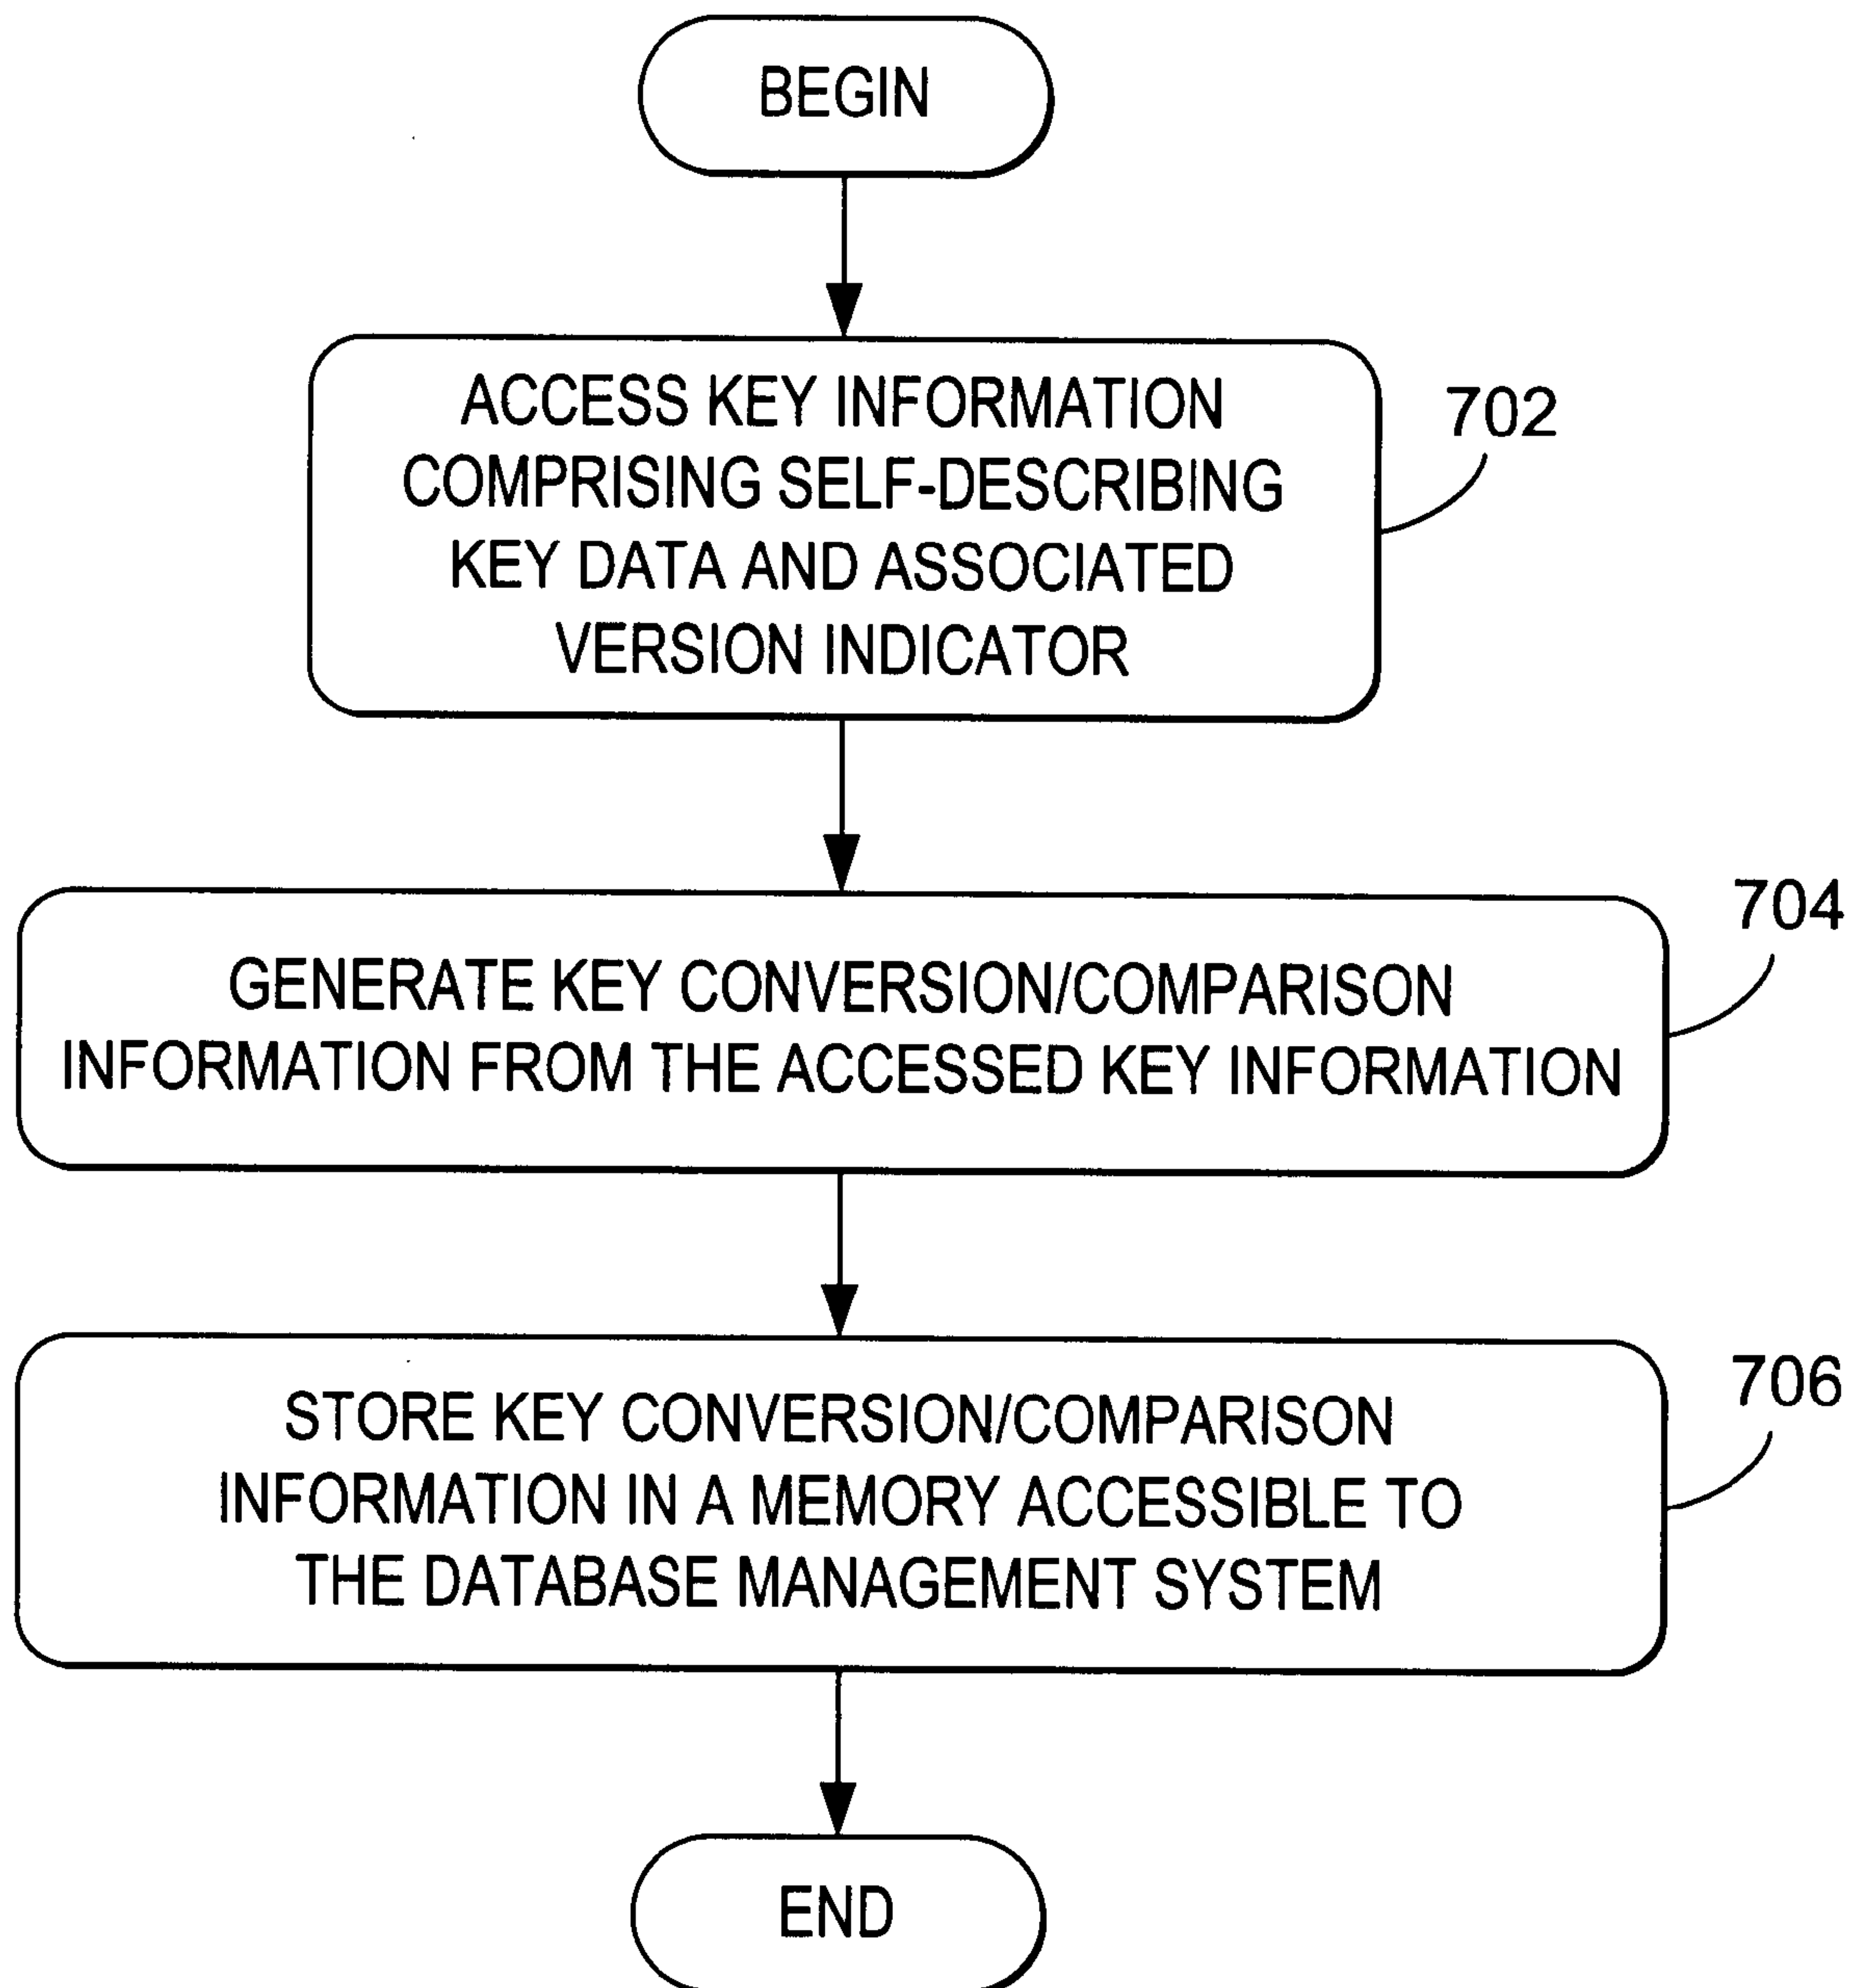 BEGIN
ACCESS KEY INFORMATION
COMPRISING SELF-DESCRIBING
KEY DATA AND ASSOCIATED
VERSION INDICATOR
702
GENERATE KEY CONVERSION/COMPARISON
INFORMATION FROM THE ACCESSED KEY INFORMATION
704
STORE KEY CONVERSION/COMPARISON
INFORMATION IN A MEMORY ACCESSIBLE TO
THE DATABASE MANAGEMENT SYSTEM
706
END